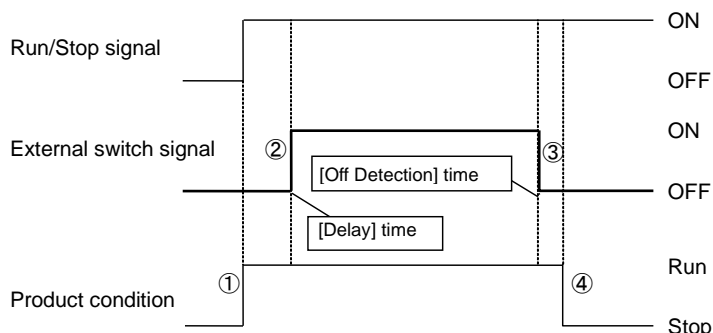 ON
Run/Stop signal
OFF
ON
②
③
External switch signal
[Off Detection] time
OFF
[Delay] time
Run
①
④
Product condition
Stop